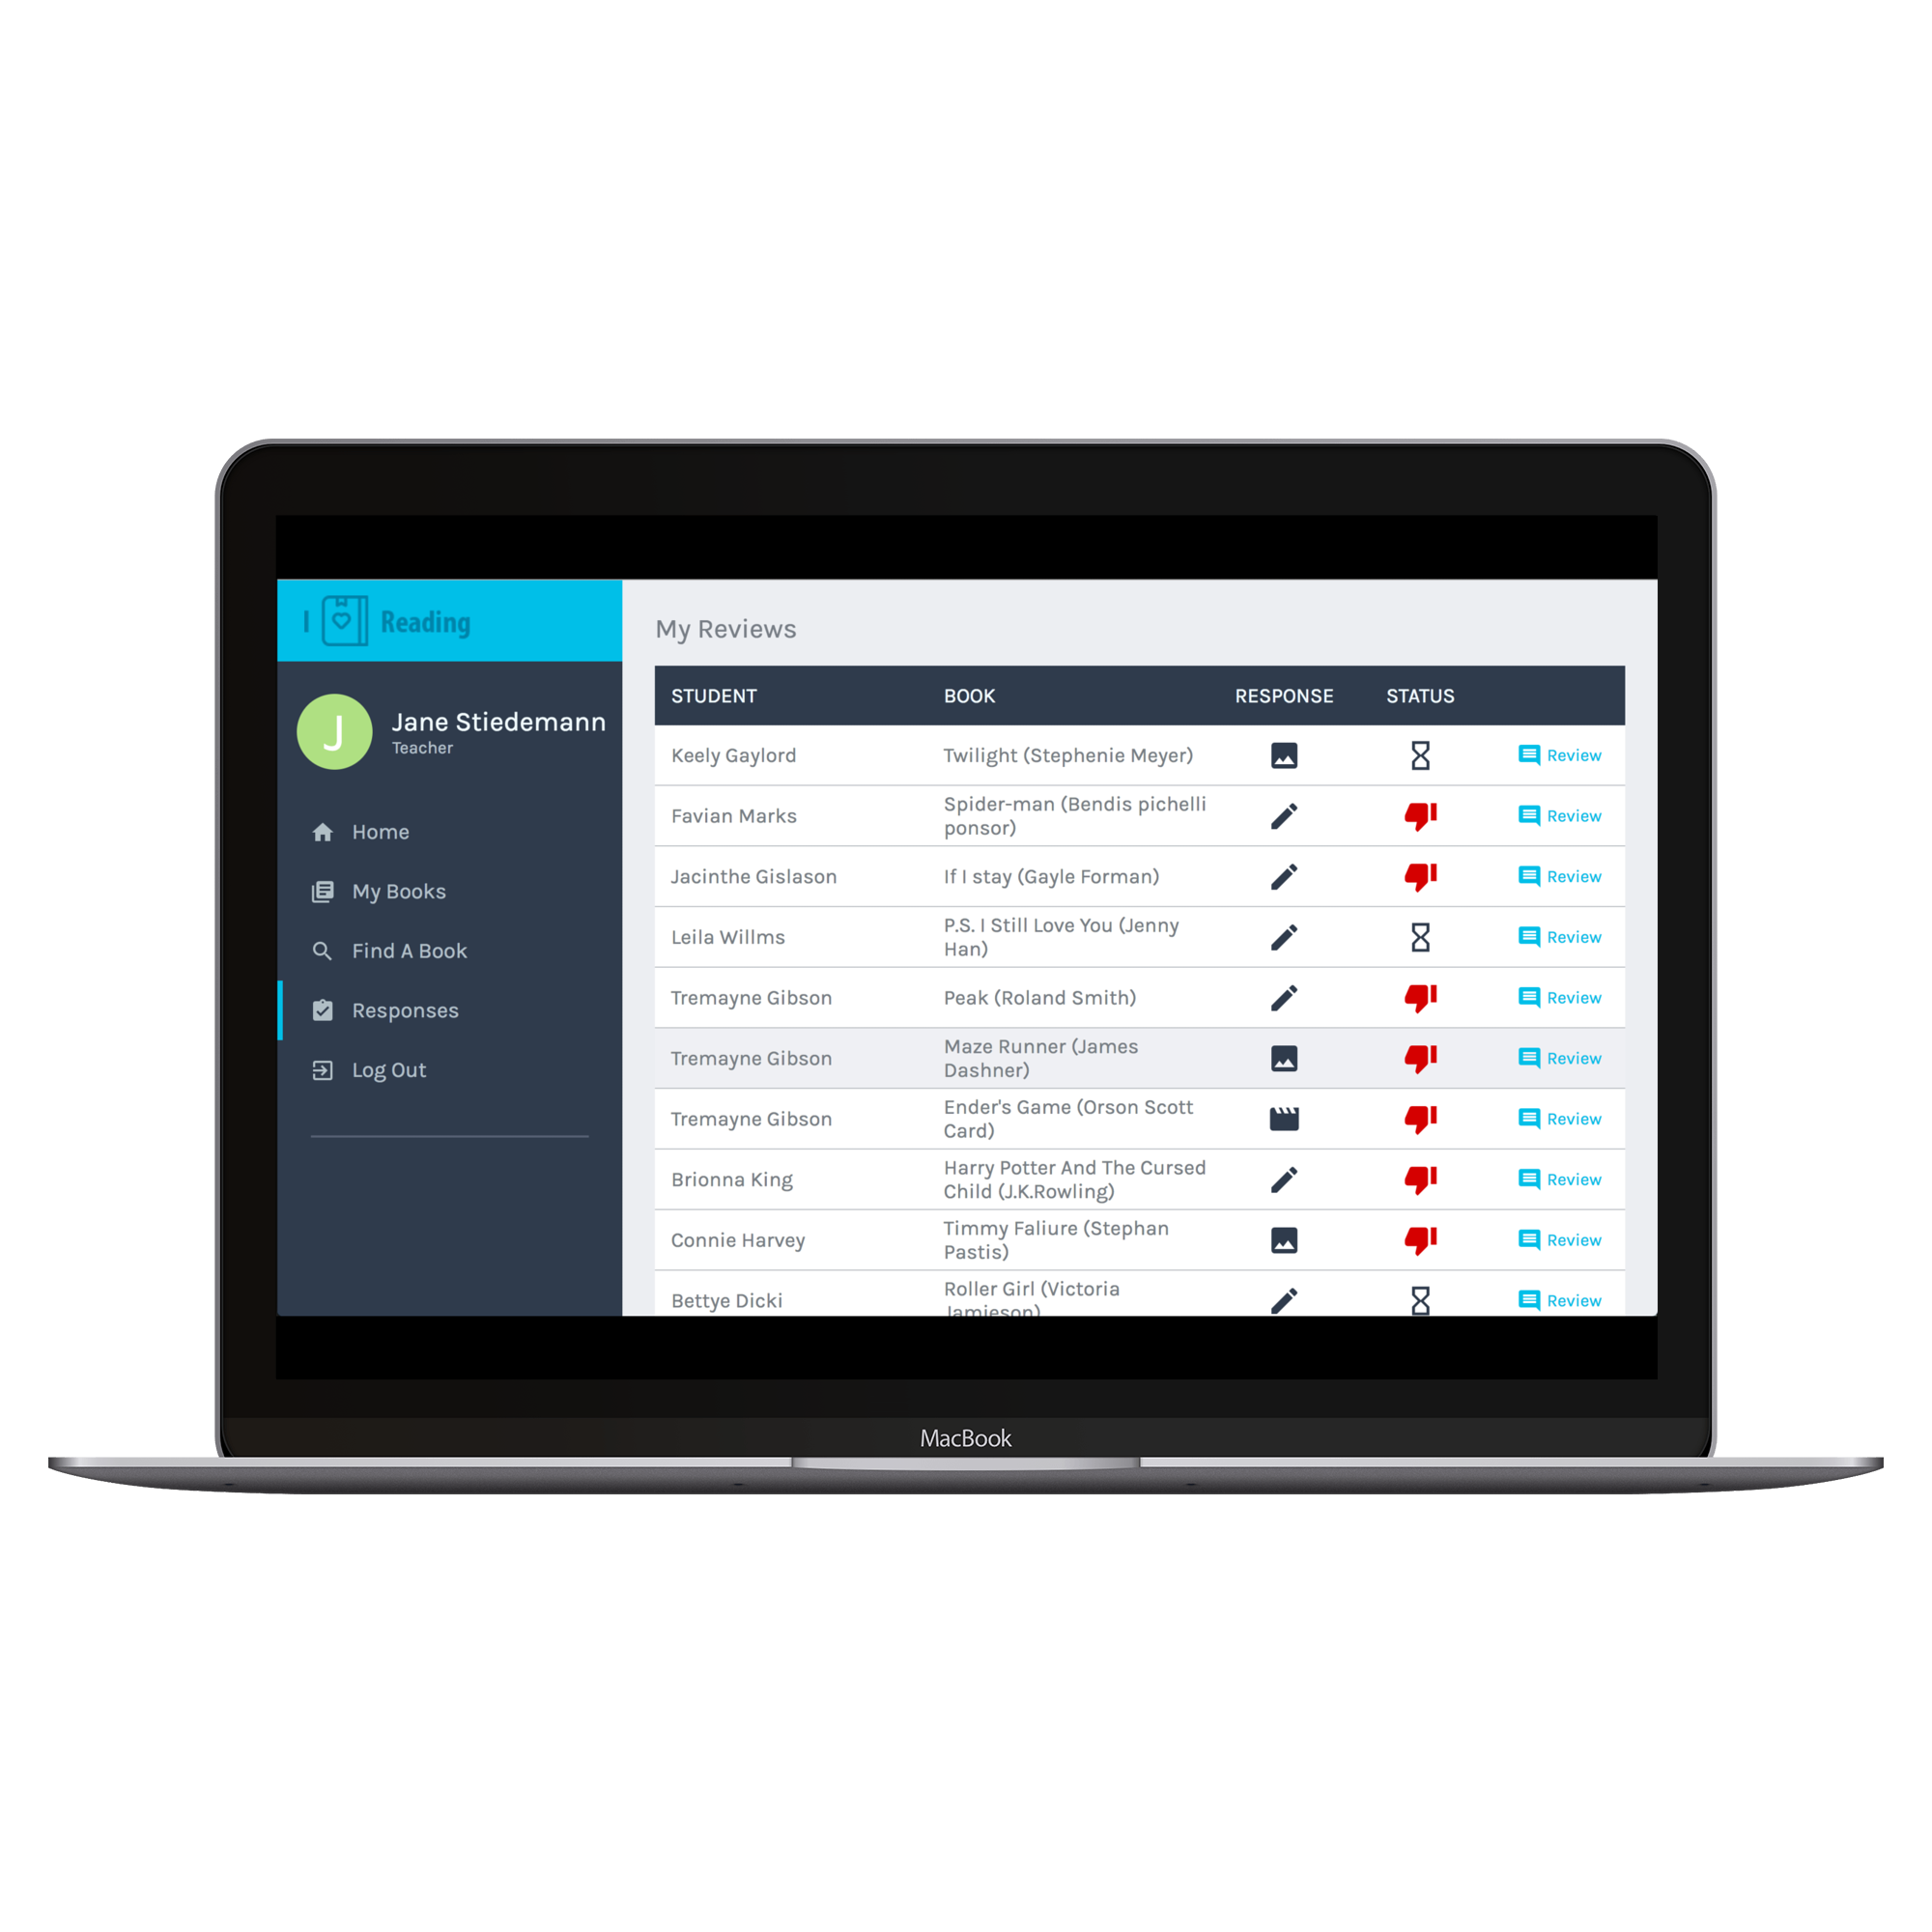 I Reading
J
Jane Stiedemann
Teacher
Home
My Books
Find A Book
Responses
Log Out
My Reviews
STUDENT BOOK RESPONSE STATUS
Keely Gaylord Twilight (Stephenie Meyer) Review
Favian Marks Spider-man (Bendis pichelli
ponsor) Review
Jacinthe Gislason If I stay (Gayle Forman) Review
Leila Willms P.S. I Still Love You (Jenny
Han) Review
Tremayne Gibson Peak (Roland Smith) Review
Tremayne Gibson Maze Runner (James
Dashner) Review
Tremayne Gibson Ender's Game (Orson Scott
Card) Review
Brionna King Harry Potter And The Cursed
Child (J.K.Rowling) Review
Connie Harvey Timmy Faliure (Stephan
Pastis) Review
Bettye Dicki Roller Girl (Victoria
Jamieson) Review
MacBook